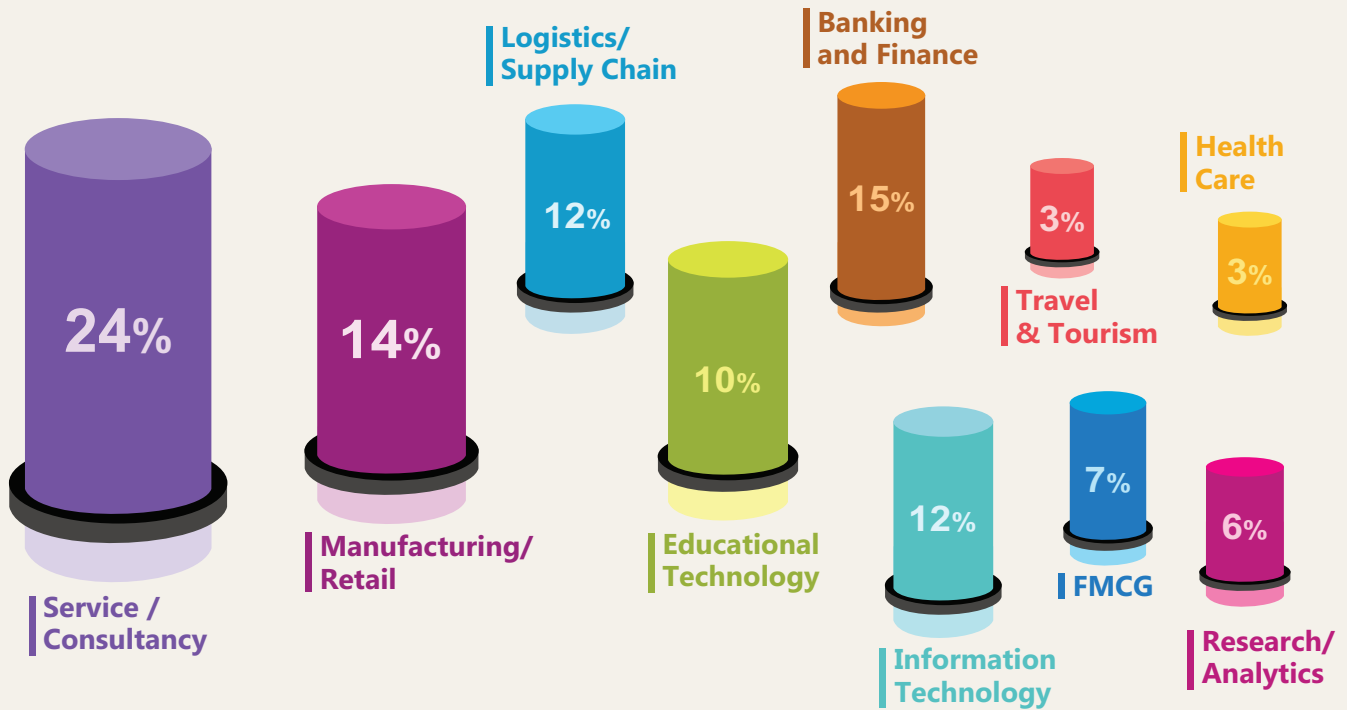 Logistics/
Supply Chain
12%
Banking
and Finance
15%
24%
Service /
Consultancy
14%
Manufacturing/
Retail
10%
Educational
Technology
3%
Travel
& Tourism
Health
Care
3%
12%
Information
Technology
7%
FMCG
6%
Research/
Analytics